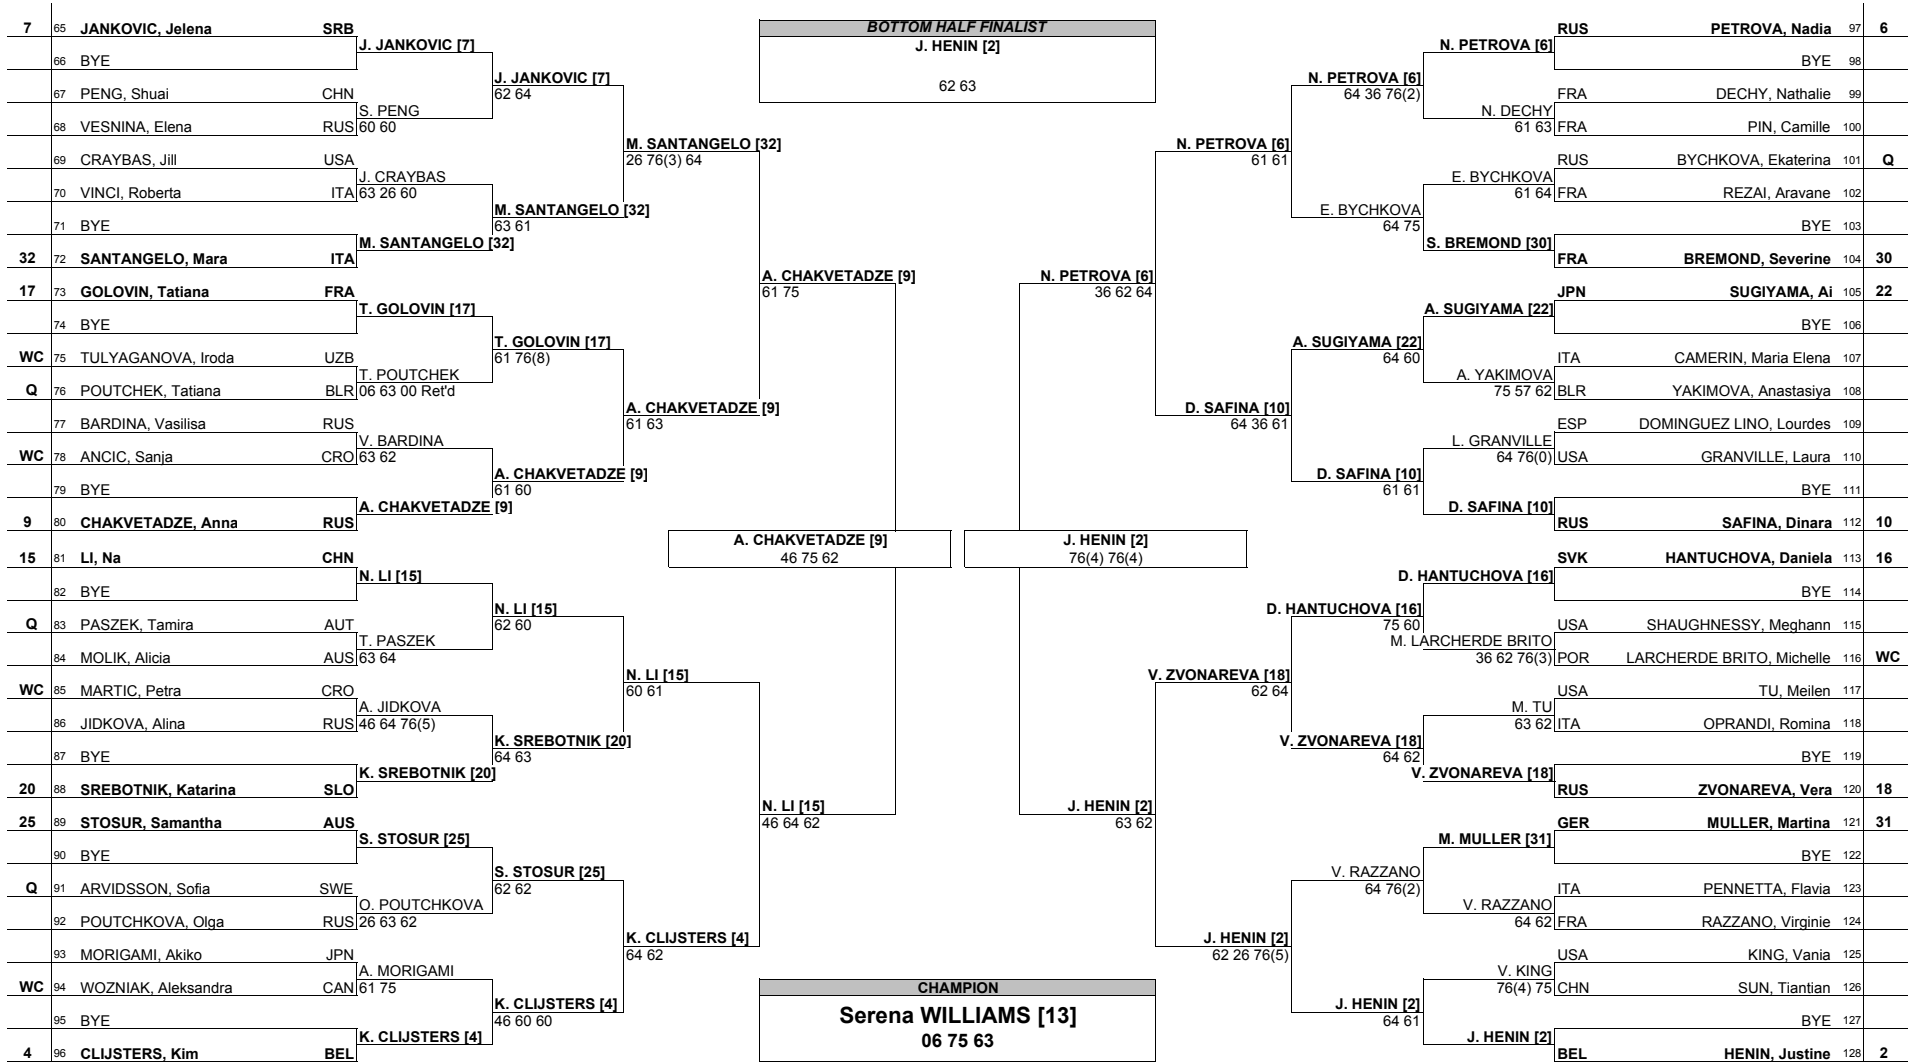 7 65 JANKOVIC, Jelena SRB
66 BYE
67 PENG, Shuai CHN
68 VESNINA, Elena RUS
69 CRAYBAS, Jill USA
70 VINCI, Roberta ITA
71 BYE
32 72 SANTANGELO, Mara ITA
17 73 GOLOVIN, Tatiana FRA
74 BYE
WC 75 TULYAGANOVA, Iroda UZB
Q 76 POUTCHEK, Tatiana BLR
77 BARDINA, Vasilisa RUS
WC 78 ANCIC, Sanja CRO
79 BYE
9 80 CHAKVETADZE, Anna RUS
15 81 LI, Na CHN
82 BYE
Q 83 PASZEK, Tamira AUT
84 MOLIK, Alicia AUS
WC 85 MARTIC, Petra CRO
86 JIDKOVA, Alina RUS
87 BYE
20 88 SREBOTNIK, Katarina SLO
25 89 STOSUR, Samantha AUS
90 BYE
Q 91 ARVIDSSON, Sofia SWE
92 POUTCHKOVA, Olga RUS
93 MORIGAMI, Akiko JPN
WC 94 WOZNIAK, Aleksandra CAN
95 BYE
4 96 CLIJSTERS, Kim BEL
J. JANKOVIC [7]
S. PENG
60 60
J. CRAYBAS
63 26 60
M. SANTANGELO [32]
T. GOLOVIN [17]
T. POUTCHEK
06 63 00 Ret'd
V. BARDINA
63 62
A. CHAKVETADZE [9]
N. LI [15]
T. PASZEK
63 64
A. JIDKOVA
46 64 76(5)
K. SREBOTNIK [20]
S. STOSUR [25]
O. POUTCHKOVA
26 63 62
A. MORIGAMI
61 75
K. CLIJSTERS [4]
J. JANKOVIC [7]
62 64
M. SANTANGELO [32]
63 61
T. GOLOVIN [17]
61 76(8)
A. CHAKVETADZE [9]
61 60
N. LI [15]
62 60
K. SREBOTNIK [20]
64 63
S. STOSUR [25]
62 62
K. CLIJSTERS [4]
46 60 60
M. SANTANGELO [32]
26 76(3) 64
A. CHAKVETADZE [9]
61 63
N. LI [15]
60 61
K. CLIJSTERS [4]
64 62
A. CHAKVETADZE [9]
61 75
N. LI [15]
46 64 62
A. CHAKVETADZE [9]
46 75 62
BOTTOM HALF FINALIST
J. HENIN [2]
62 63
J. HENIN [2]
76(4) 76(4)
CHAMPION
Serena WILLIAMS [13]
06 75 63
N. PETROVA [6]
36 62 64
J. HENIN [2]
63 62
N. PETROVA [6]
61 61
D. SAFINA [10]
64 36 61
V. ZVONAREVA [18]
62 64
J. HENIN [2]
62 26 76(5)
N. PETROVA [6]
64 36 76(2)
E. BYCHKOVA
64 75
A. SUGIYAMA [22]
64 60
D. SAFINA [10]
61 61
D. HANTUCHOVA [16]
75 60
V. ZVONAREVA [18]
64 62
V. RAZZANO
64 76(2)
J. HENIN [2]
64 61
N. PETROVA [6]
N. DECHY
61 63
E. BYCHKOVA
61 64
S. BREMOND [30]
A. SUGIYAMA [22]
A. YAKIMOVA
75 57 62
L. GRANVILLE
64 76(0)
D. SAFINA [10]
D. HANTUCHOVA [16]
M. LARCHERDE BRITO
36 62 76(3)
M. TU
63 62
V. ZVONAREVA [18]
M. MULLER [31]
V. RAZZANO
64 62
V. KING
76(4) 75
J. HENIN [2]
RUS PETROVA, Nadia 97 6
BYE 98
FRA DECHY, Nathalie 99
FRA PIN, Camille 100
RUS BYCHKOVA, Ekaterina 101 Q
FRA REZAI, Aravane 102
BYE 103
FRA BREMOND, Severine 104 30
JPN SUGIYAMA, Ai 105 22
BYE 106
ITA CAMERIN, Maria Elena 107
BLR YAKIMOVA, Anastasiya 108
ESP DOMINGUEZ LINO, Lourdes 109
USA GRANVILLE, Laura 110
BYE 111
RUS SAFINA, Dinara 112 10
SVK HANTUCHOVA, Daniela 113 16
BYE 114
USA SHAUGHNESSY, Meghann 115
POR LARCHERDE BRITO, Michelle 116 WC
USA TU, Meilen 117
ITA OPRANDI, Romina 118
BYE 119
RUS ZVONAREVA, Vera 120 18
GER MULLER, Martina 121 31
BYE 122
ITA PENNETTA, Flavia 123
FRA RAZZANO, Virginie 124
USA KING, Vania 125
CHN SUN, Tiantian 126
BYE 127
BEL HENIN, Justine 128 2